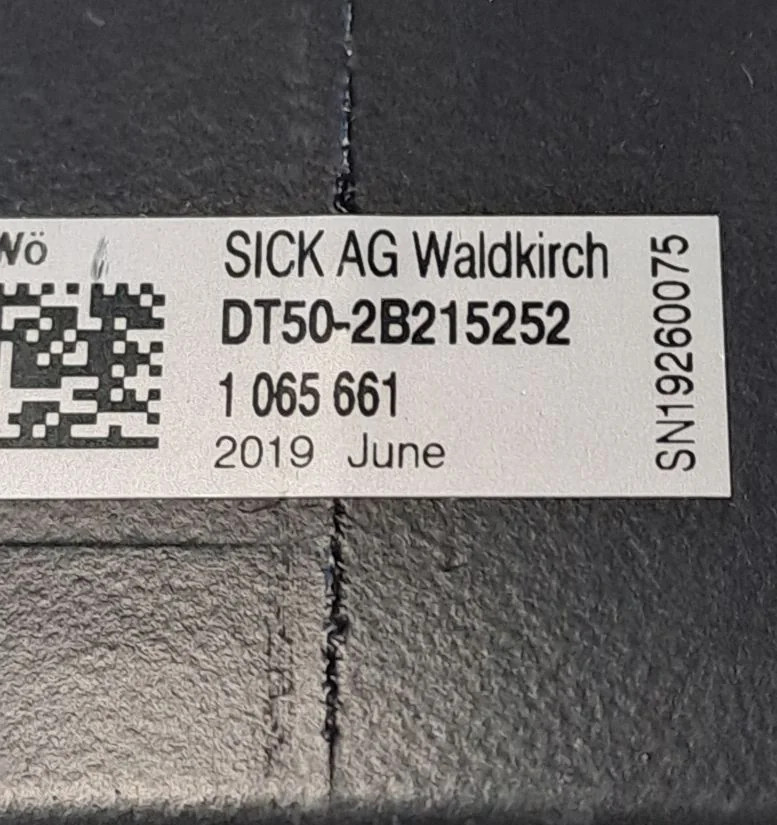 Wö
SICK AG Waldkirch
DT50-2B215252
1 065 661
2019 June
SN19260075